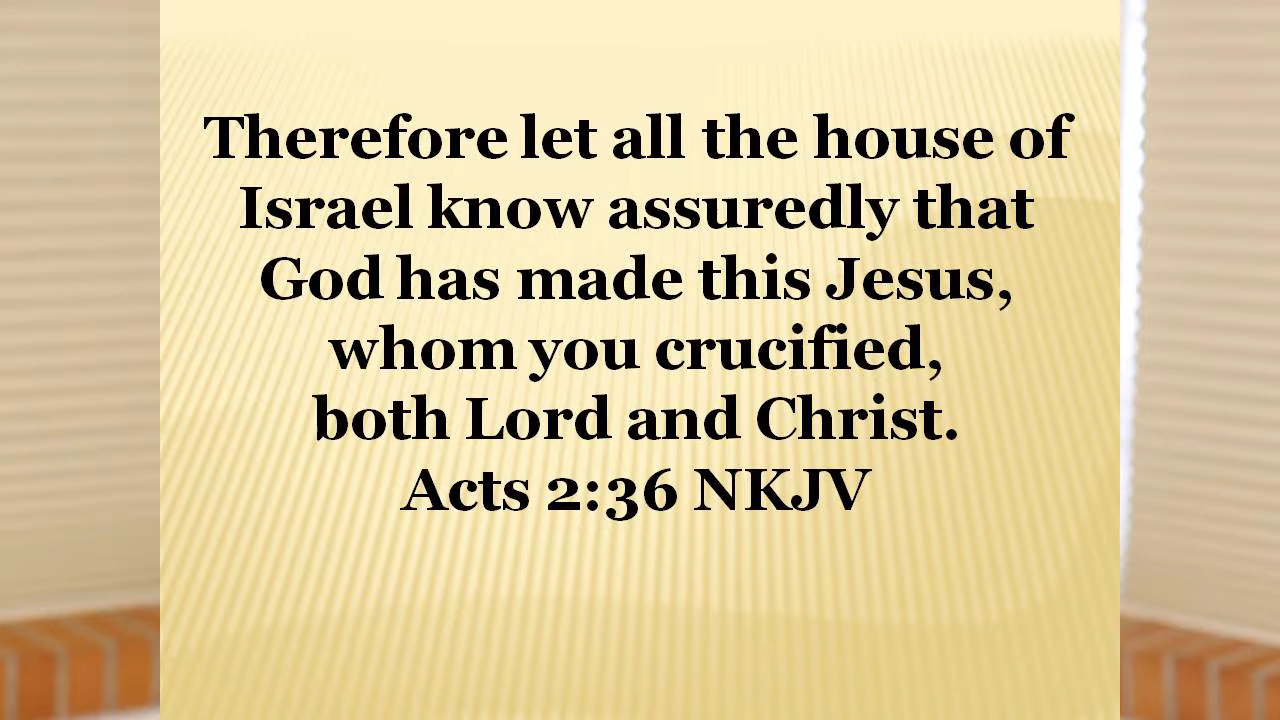 Therefore let all the house of
Israel know assuredly that
God has made this Jesus,
whom you crucified,
both Lord and Christ.
Acts 2:36 NKJV